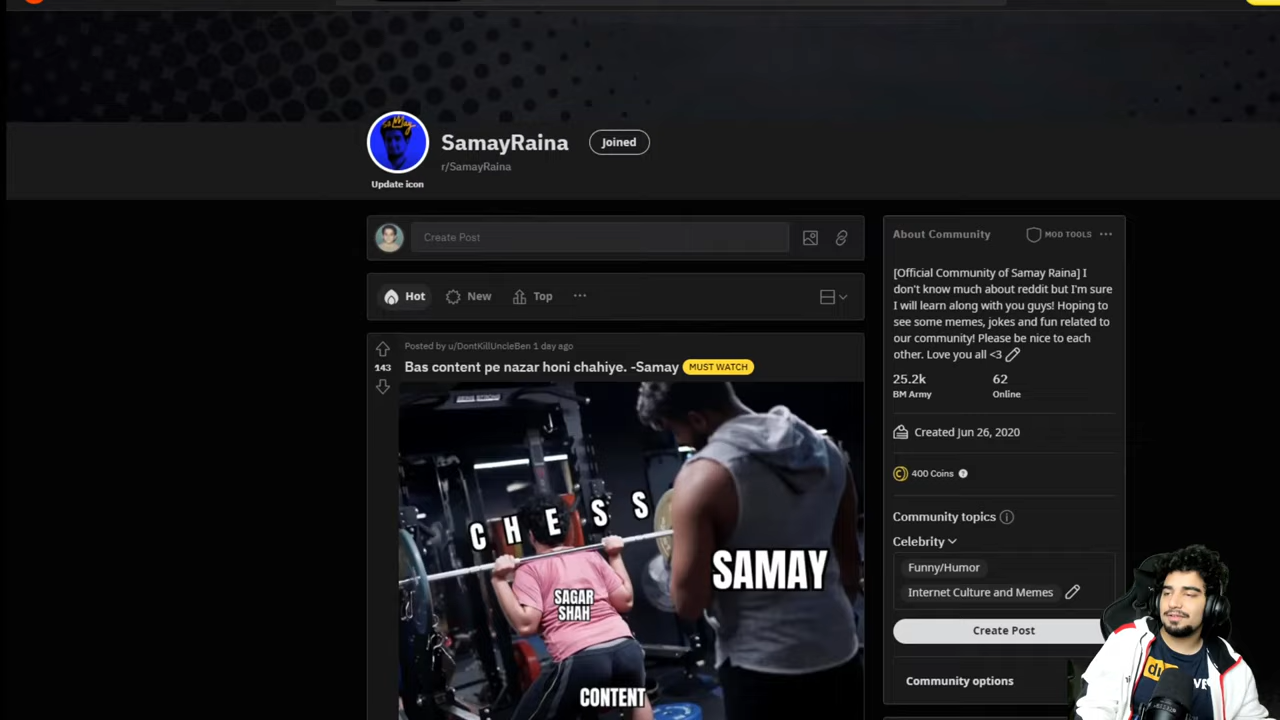 SamayRaina
Joined
r/SamayRaina
Update icon
Create Post
Hot
New
Top
Posted by u/DontKillUncleBen 1 day ago
143
Bas content pe nazar honi chahiye. -Samay MUST WATCH
CHESS
SAGAR
SHAH
SAMAY
CONTENT
About Community
MOD TOOLS
[Official Community of Samay Raina] I
don't know much about reddit but I'm sure
I will learn along with you guys! Hoping to
see some memes, jokes and fun related to
our community! Please be nice to each
other. Love you all <3
25.2k 62
BM Army Online
Created Jun 26, 2020
400 Coins
Community topics
Celebrity
Funny/Humor
Internet Culture and Memes
Create Post
Community options